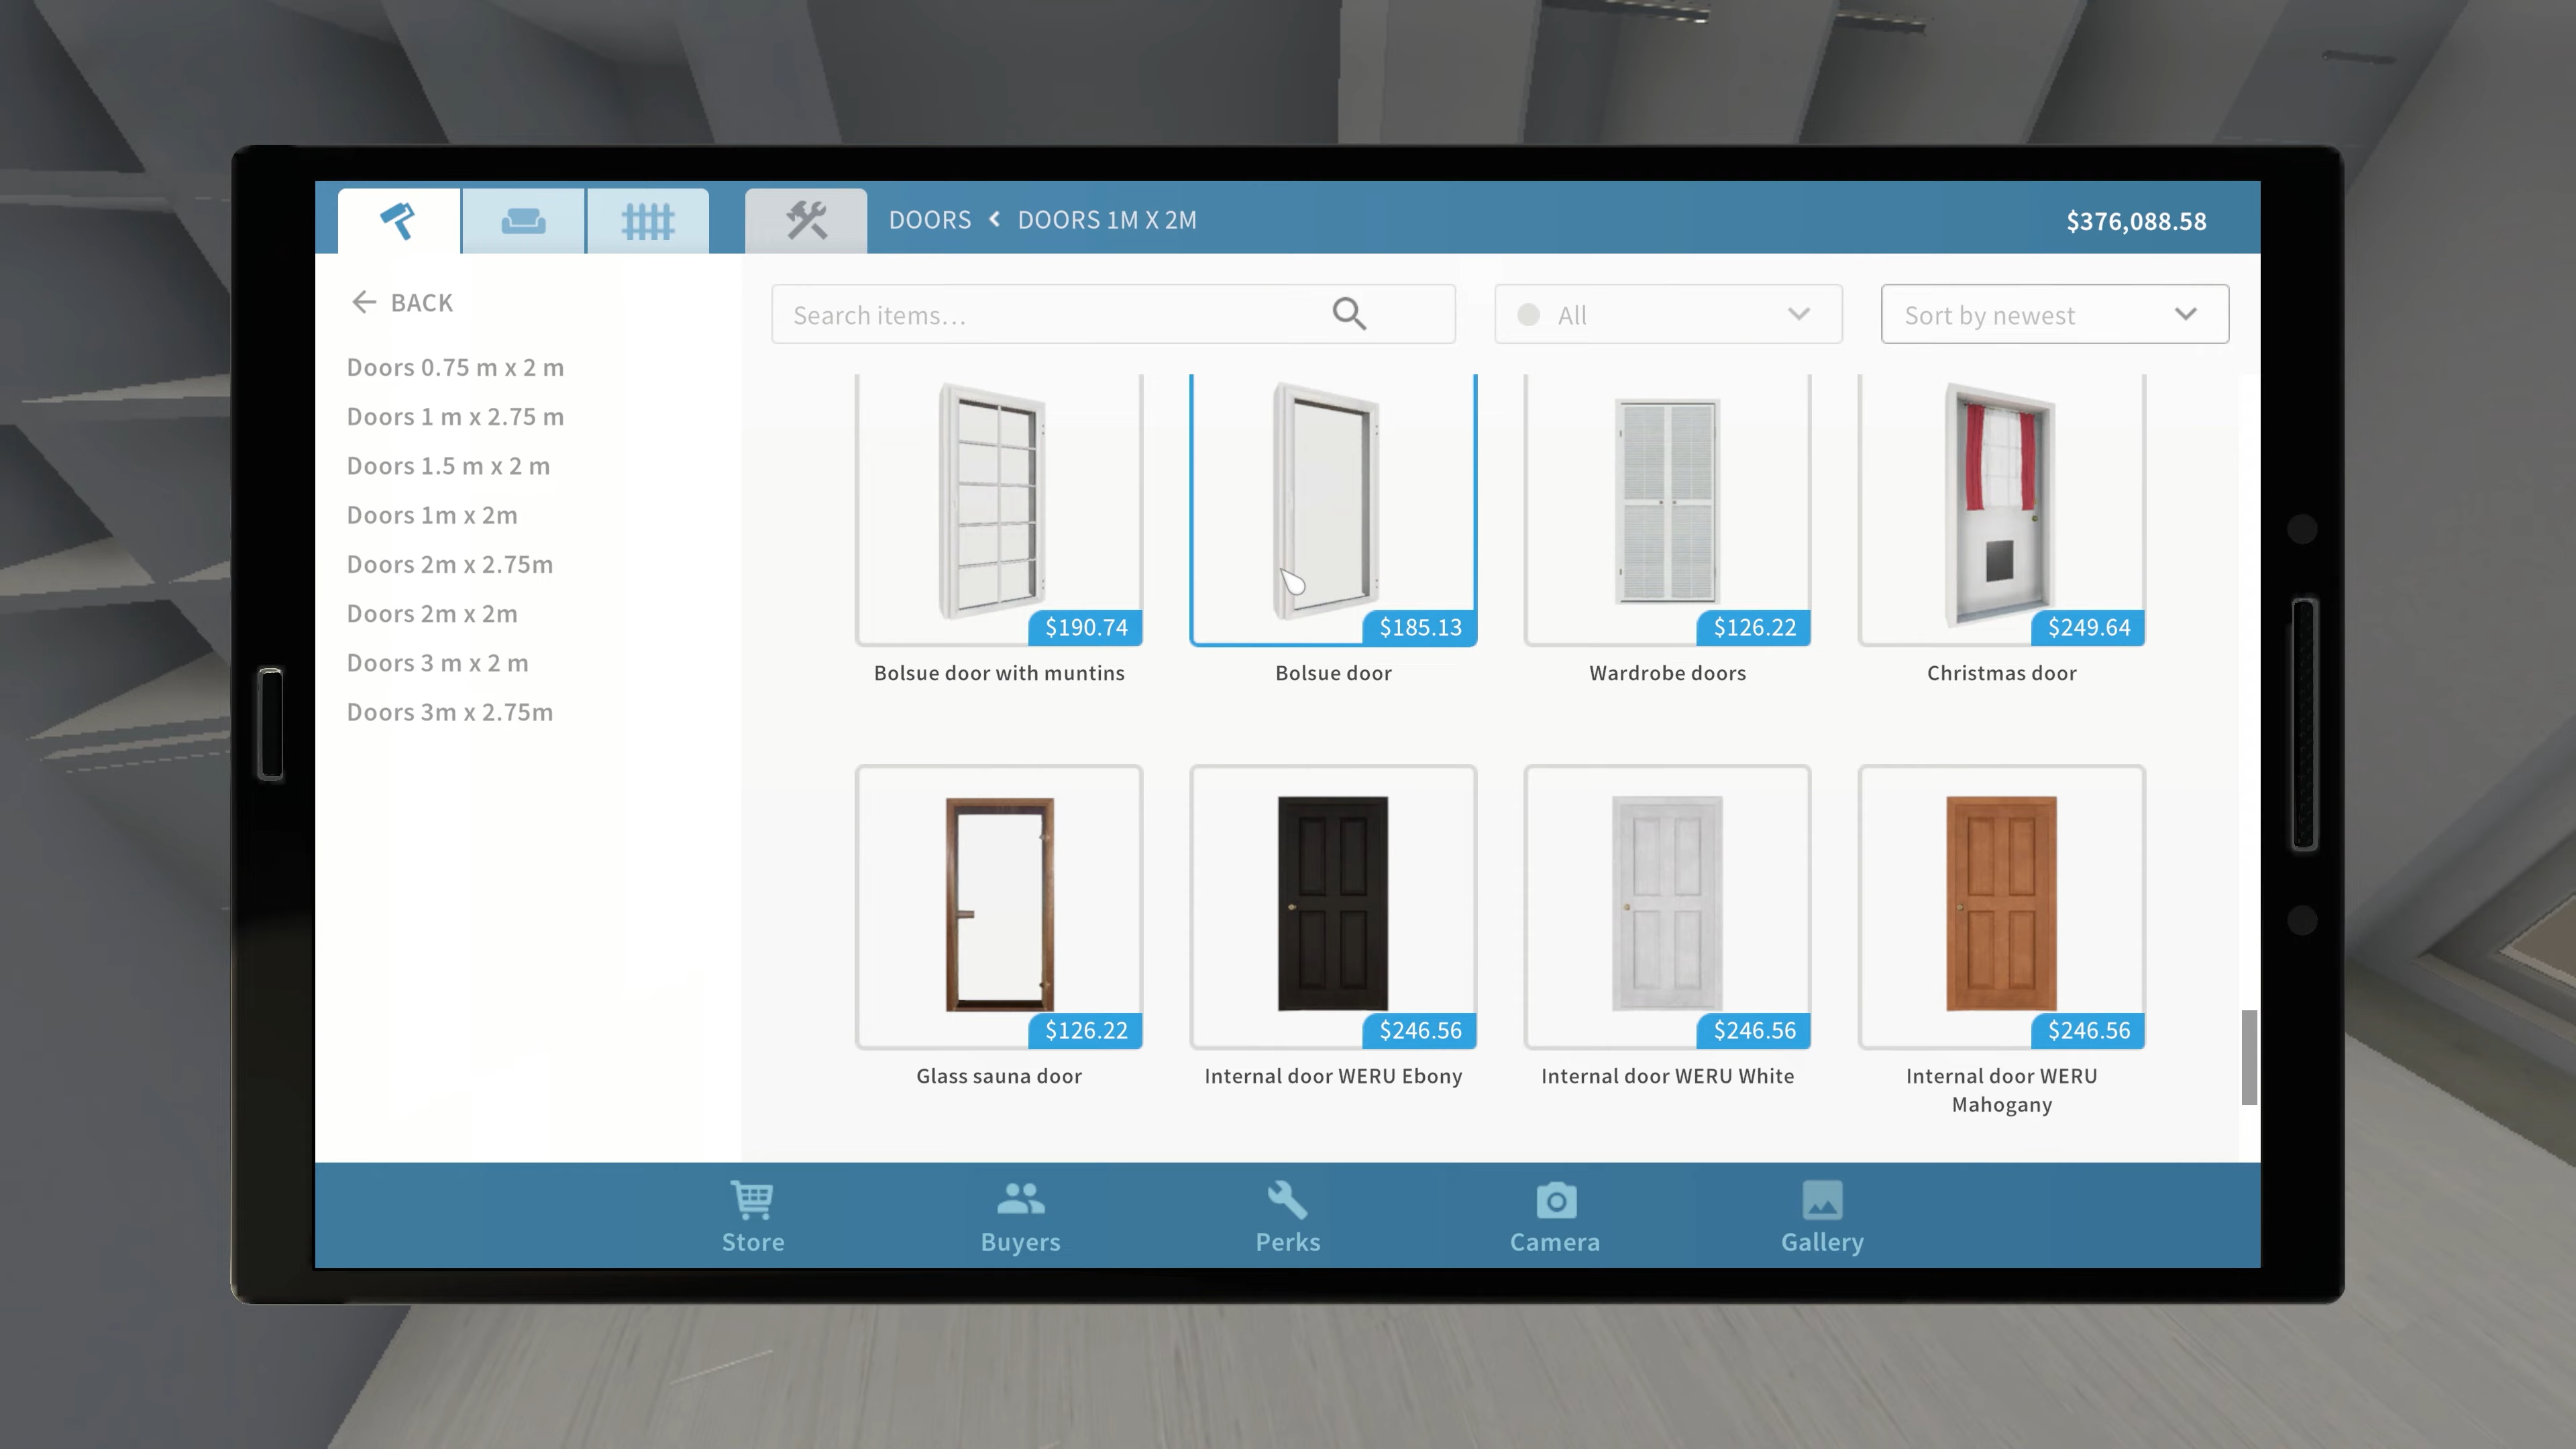 DOORS < DOORS 1M X 2M
$376,088.58
BACK
Search items...
All
Sort by newest
Doors 0.75 m x 2 m
Doors 1 m x 2.75 m
Doors 1.5 m x 2 m
Doors 1m x 2m
Doors 2m x 2.75m
Doors 2m x 2m
Doors 3 m x 2 m
Doors 3m x 2.75m
$190.74
Bolsue door with muntins
$185.13
Bolsue door
$126.22
Wardrobe doors
$249.64
Christmas door
$126.22
Glass sauna door
$246.56
Internal door WERU Ebony
$246.56
Internal door WERU White
$246.56
Internal door WERU
Mahogany
Store
Buyers
Perks
Camera
Gallery